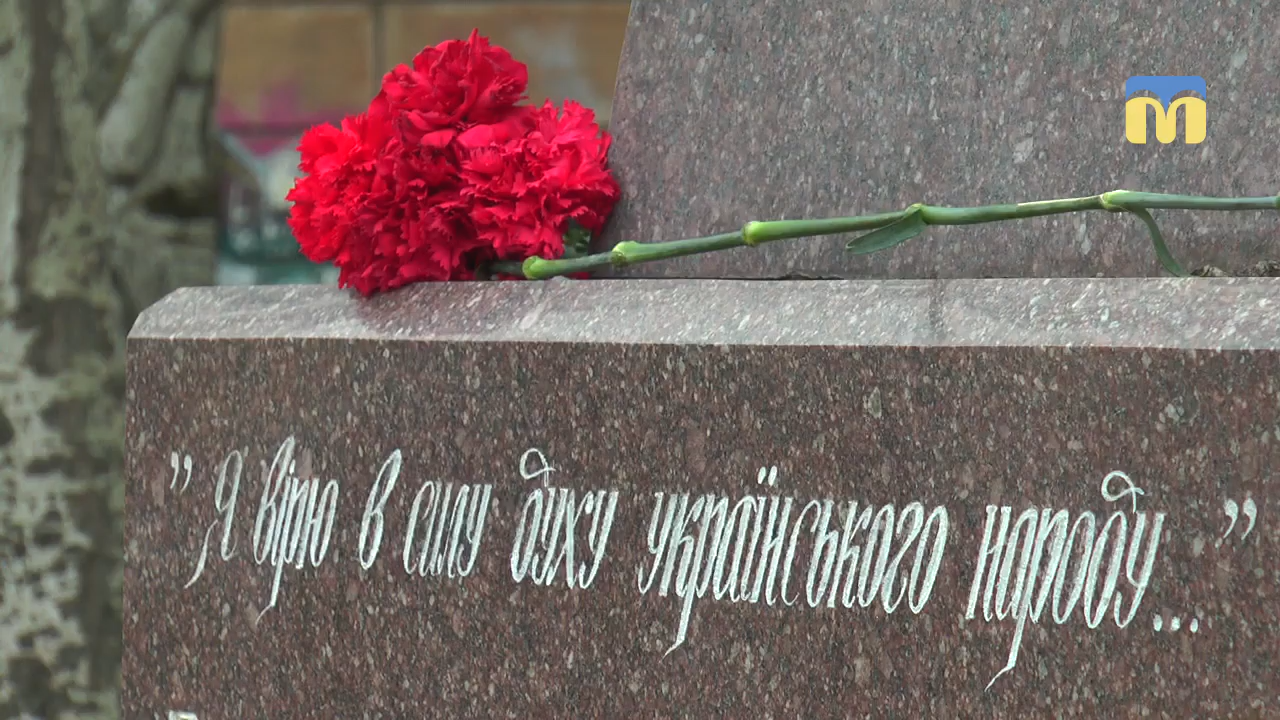 m
” Я вірю в силу духу українського народу... ”